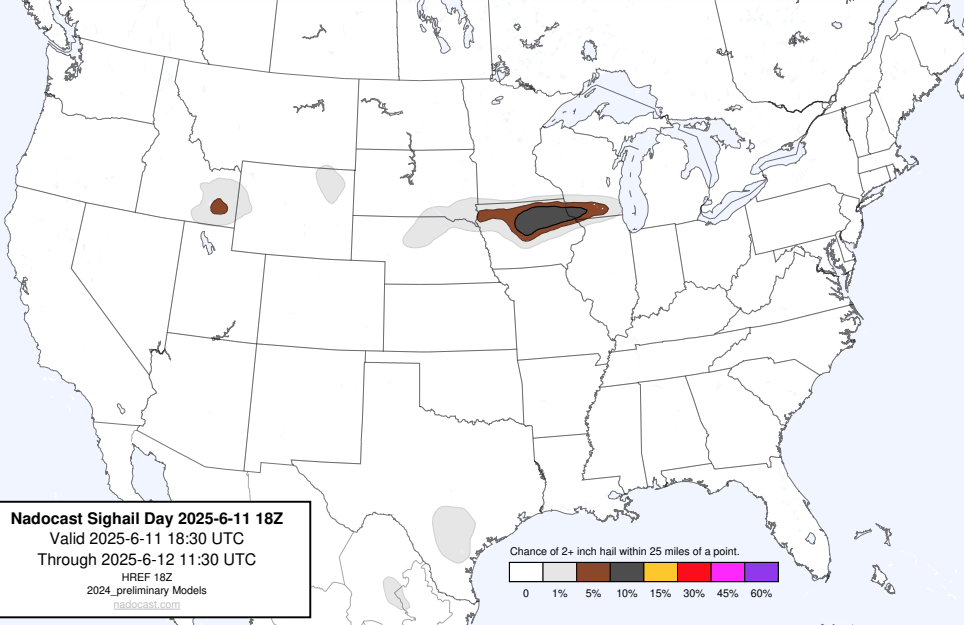 Nadocast Sighail Day 2025-6-11 18Z
Valid 2025-6-11 18:30 UTC
Through 2025-6-12 11:30 UTC
HREF 18Z
2024_preliminary Models
nadocast.com
Chance of 2+ inch hail within 25 miles of a point.
0 1% 5% 10% 15% 30% 45% 60%